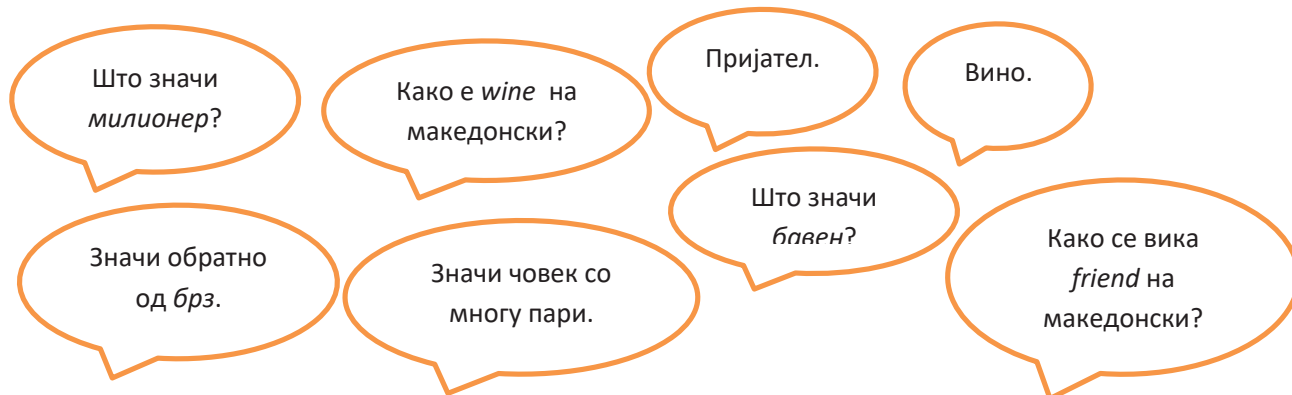 Што значи
милионер?
Како е wine на
македонски?
Пријател.
Вино.
Значи обратно
од брз.
Значи човек со
многу пари.
Што значи
бавен?
Како се вика
friend на
македонски?